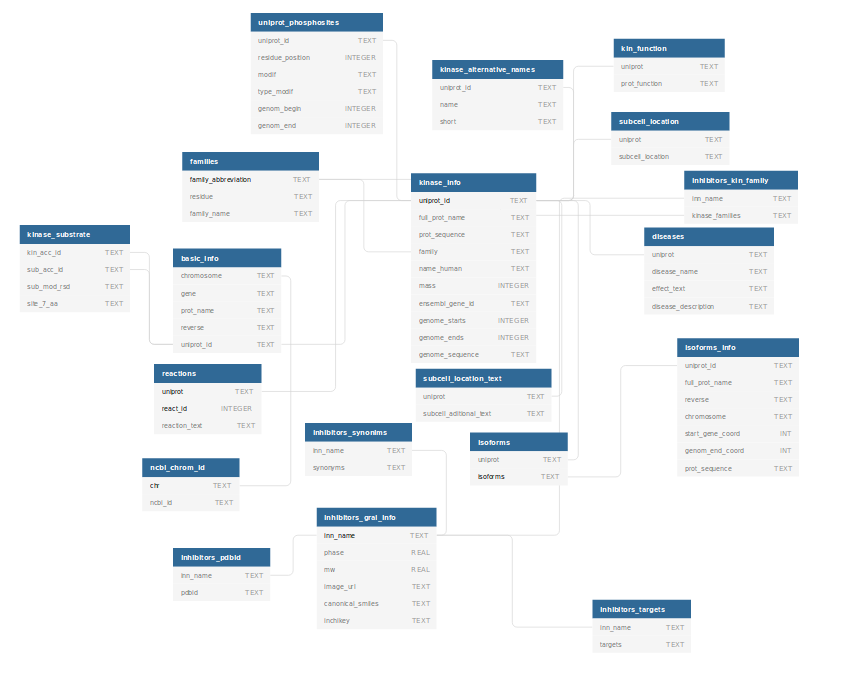 uniprot_phosphosites
uniprot_id TEXT
residue_position INTEGER
modif TEXT
type_modif TEXT
genom_begin INTEGER
genom_end INTEGER
kinase_alternative_names
uniprot_id TEXT
name TEXT
short TEXT
kin_function
uniprot TEXT
prot_function TEXT
subcell_location
uniprot TEXT
subcell_location TEXT
families
family_abbreviation TEXT
residue TEXT
family_name TEXT
kinase_info
uniprot_id TEXT
full_prot_name TEXT
prot_sequence TEXT
family TEXT
name_human TEXT
mass INTEGER
ensembl_gene_id TEXT
genome_starts INTEGER
genome_ends INTEGER
genome_sequence TEXT
inhibitors_kin_family
inn_name TEXT
kinase_families TEXT
kinase_substrate
kin_acc_id TEXT
sub_acc_id TEXT
sub_mod_rsd TEXT
site_7_aa TEXT
basic_info
chromosome TEXT
gene TEXT
prot_name TEXT
reverse TEXT
uniprot_id TEXT
diseases
uniprot TEXT
disease_name TEXT
effect_text TEXT
disease_description TEXT
isoforms_info
uniprot_id TEXT
full_prot_name TEXT
reverse TEXT
chromosome TEXT
start_gene_coord INT
genom_end_coord INT
prot_sequence TEXT
reactions
uniprot TEXT
react_id INTEGER
reaction_text TEXT
subcell_location_text
uniprot TEXT
subcell_aditional_text TEXT
inhibitors_synonims
inn_name TEXT
synonyms TEXT
isoforms
uniprot TEXT
isoforms TEXT
ncbi_chrom_id
chr TEXT
ncbi_id TEXT
inhibitors_gral_info
inn_name TEXT
phase REAL
mw REAL
image_url TEXT
canonical_smiles TEXT
inchikey TEXT
inhibitors_pdbid
inn_name TEXT
pdbid TEXT
inhibitors_targets
inn_name TEXT
targets TEXT